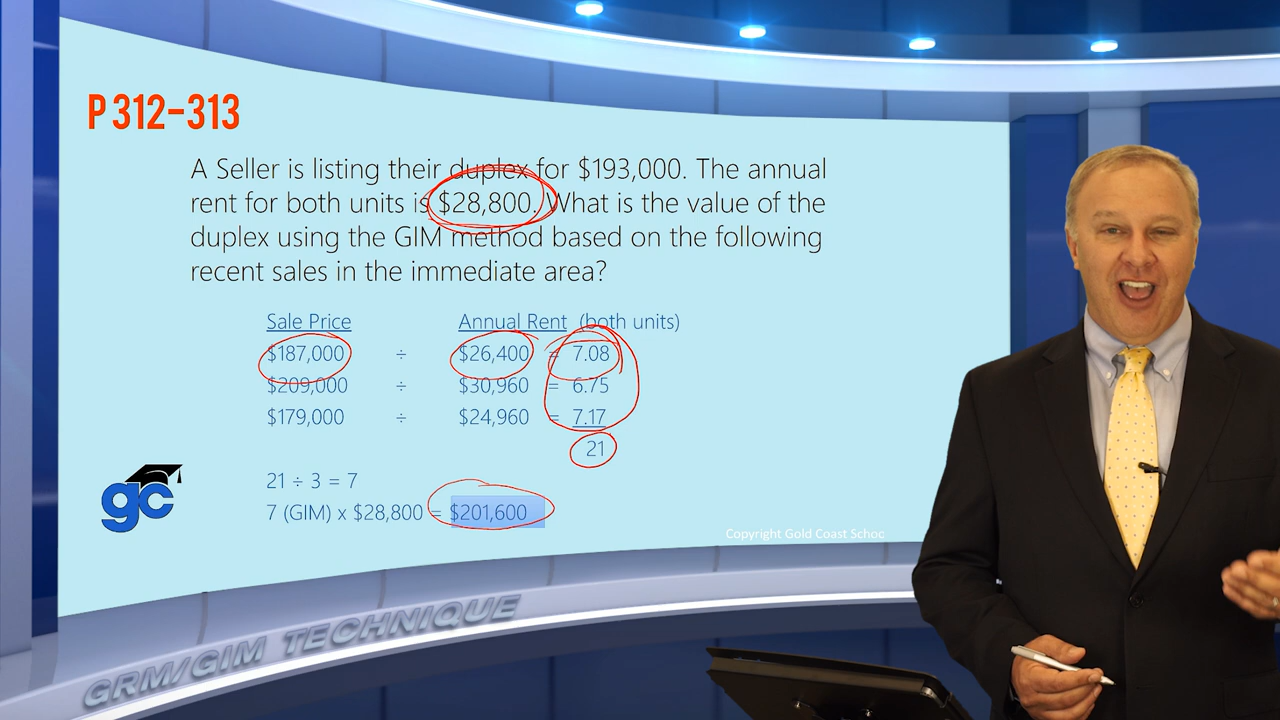 P 312-313
A Seller is listing their duplex for $193,000. The annual
rent for both units is $28,800. What is the value of the
duplex using the GIM method based on the following
recent sales in the immediate area?
Sale Price Annual Rent (both units)
$187,000 ÷ $26,400 = 7.08
$209,000 ÷ $30,960 = 6.75
$179,000 ÷ $24,960 = 7.17
21
21 ÷ 3 = 7
7 (GIM) x $28,800 = $201,600
gc
Copyright Gold Coast Schoc
GRM/GIM TECHNIQUE